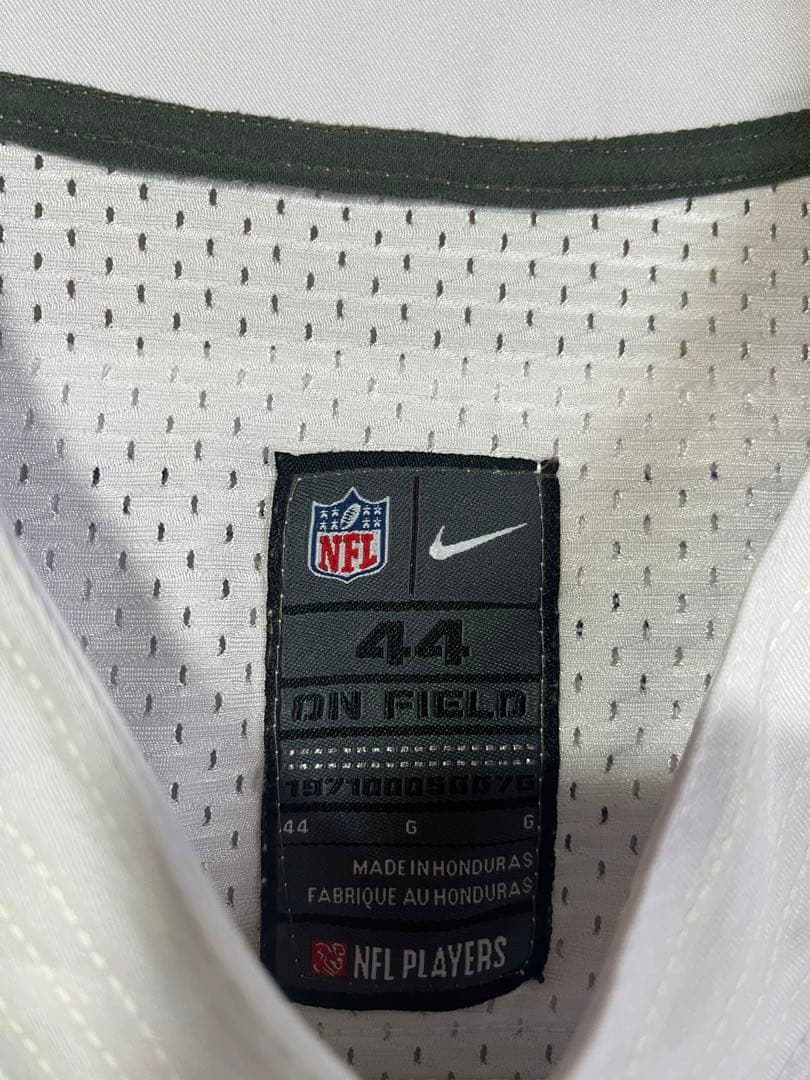 NFL
44
ON FIELD
44 G G
MADE IN HONDURAS
FABRIQUE AU HONDURAS
NFL PLAYERS